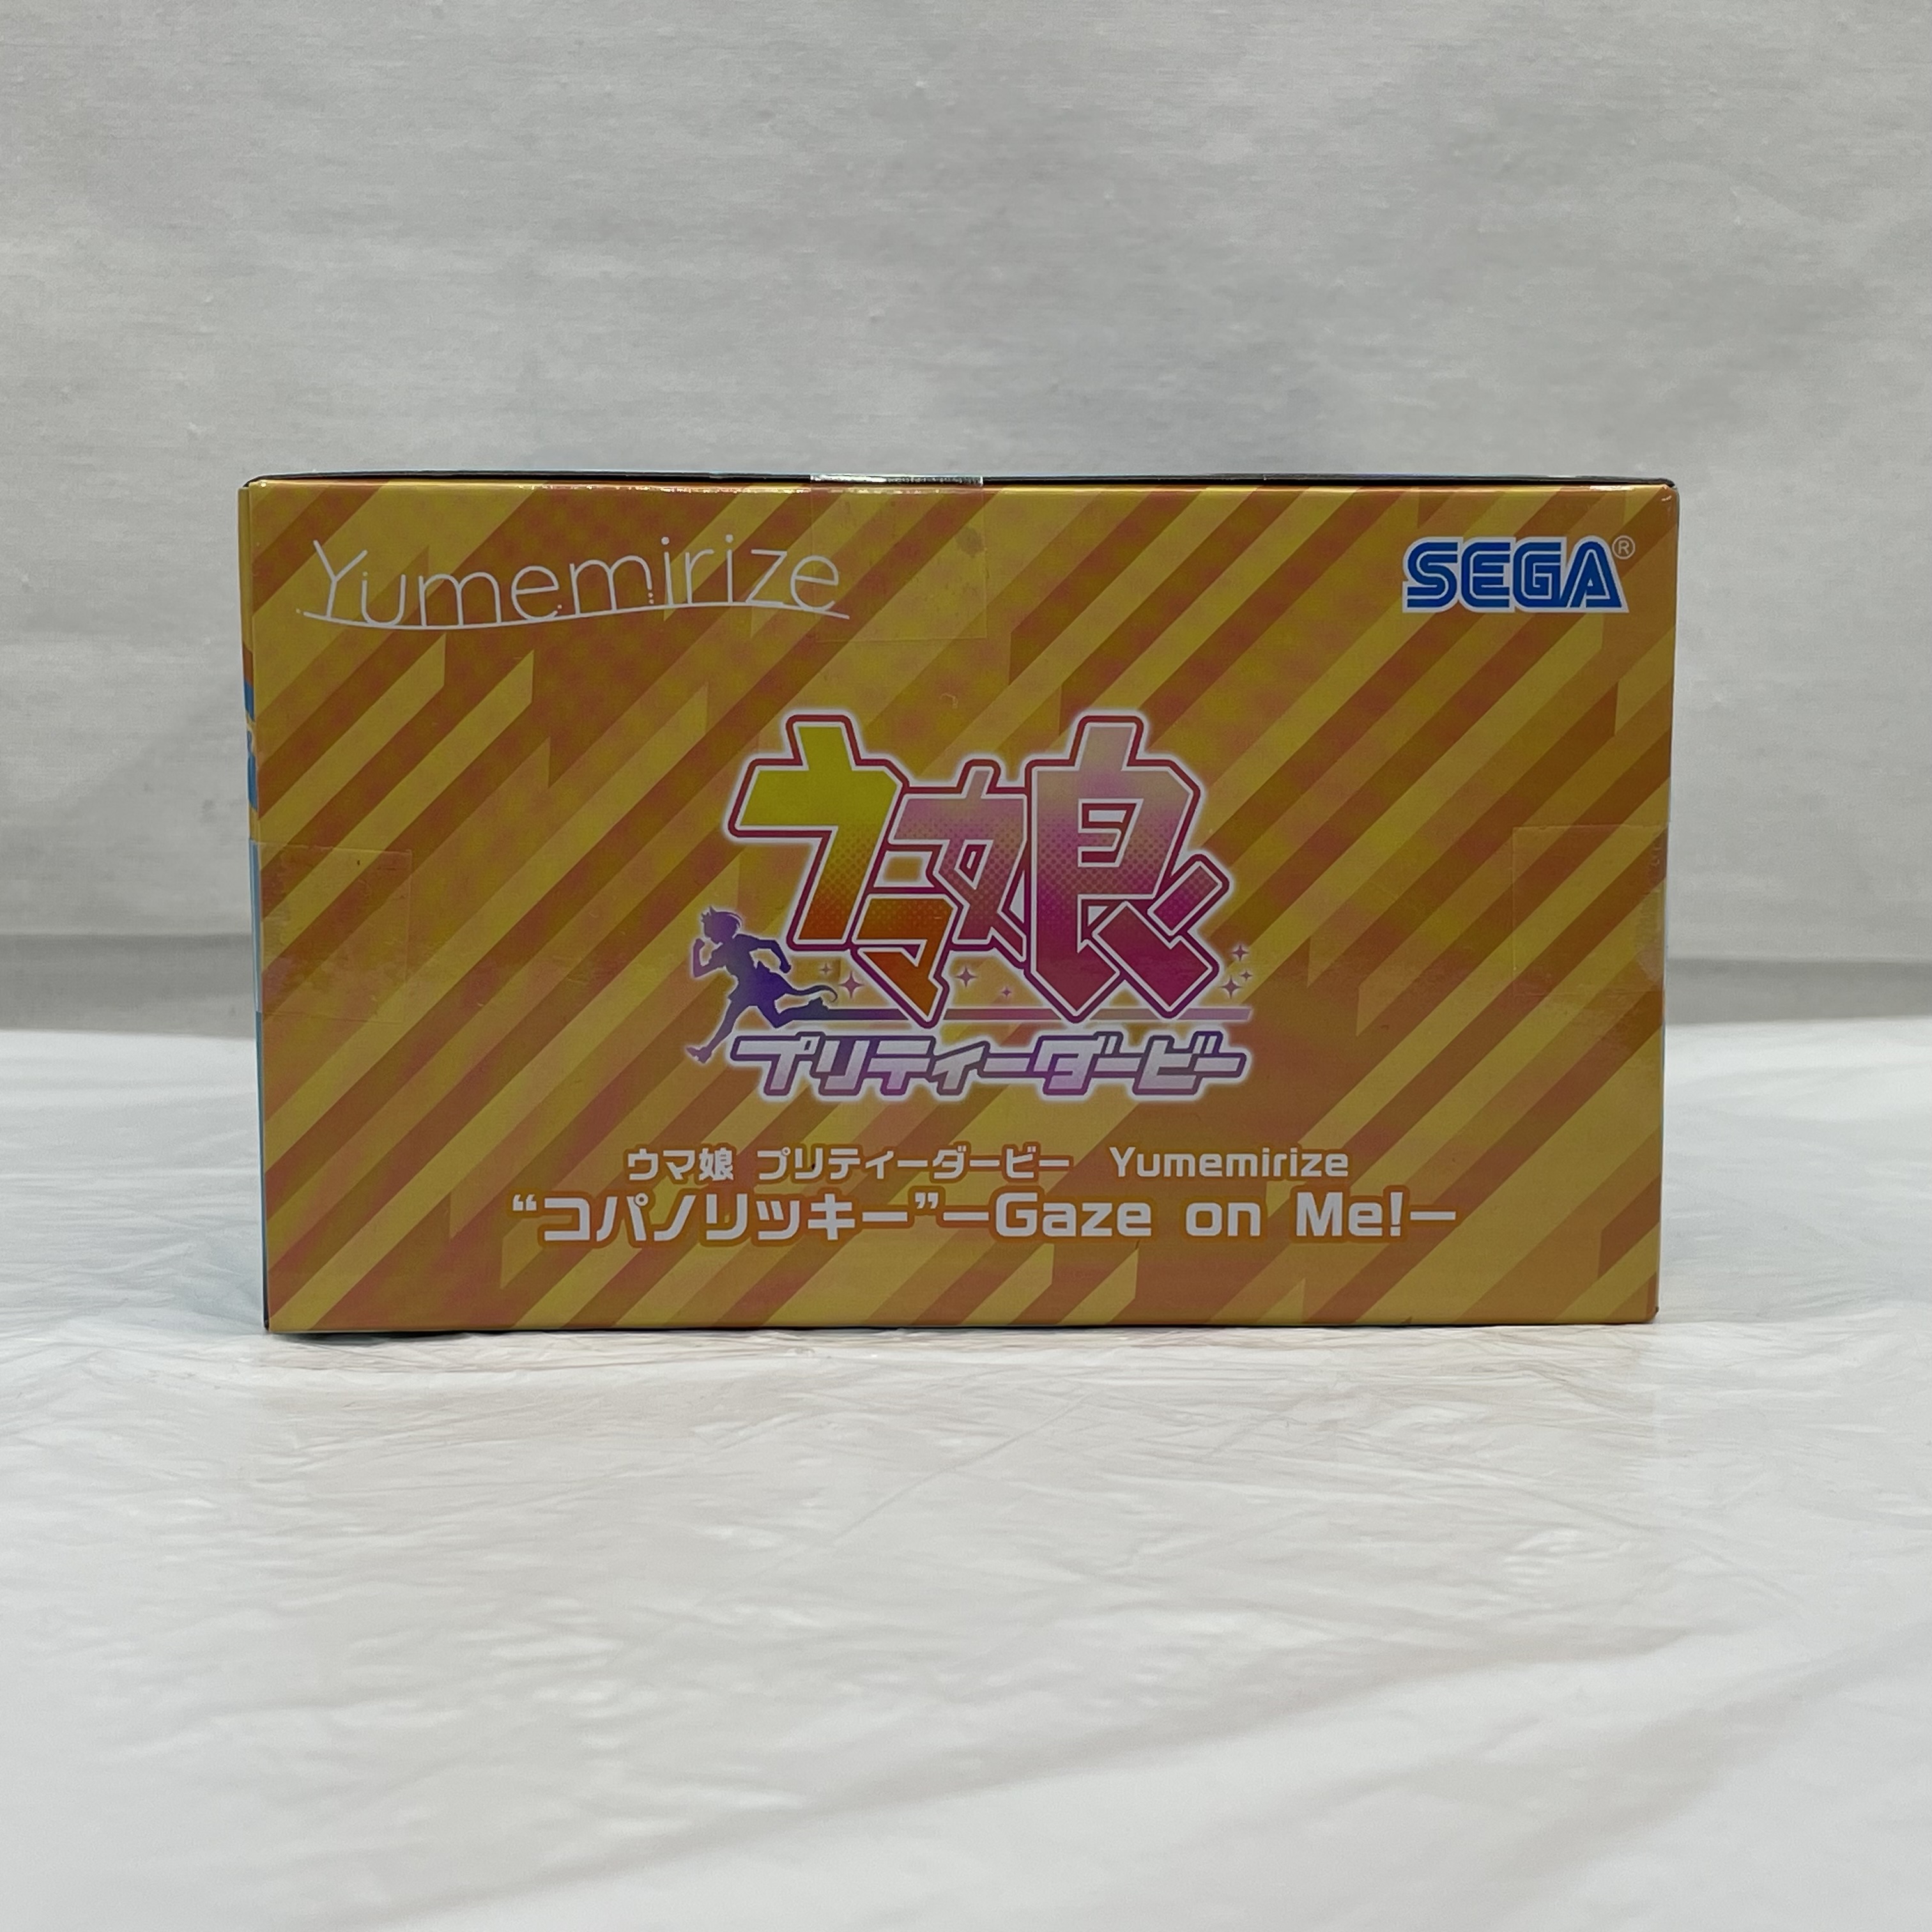 Yumemirize
SEGA®
ウマ娘
プリティーダービー
ウマ娘 プリティーダービー Yumemirize
“コパノリッキー”ーGaze on Me!ー